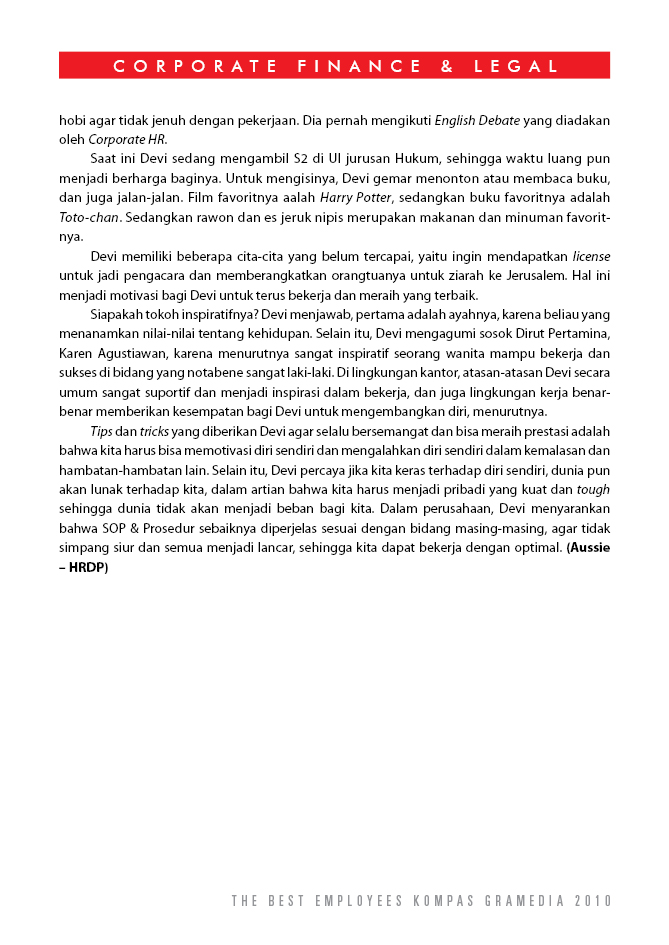 CORPORATE FINANCE & LEGAL
hobi agar tidak jenuh dengan pekerjaan. Dia pernah mengikuti English Debate yang diadakan
oleh Corporate HR.
Saat ini Devi sedang mengambil S2 di UI jurusan Hukum, sehingga waktu luang pun
menjadi berharga baginya. Untuk mengisinya, Devi gemar menonton atau membaca buku,
dan juga jalan-jalan. Film favoritnya aalah Harry Potter, sedangkan buku favoritnya adalah
Toto-chan. Sedangkan rawon dan es jeruk nipis merupakan makanan dan minuman favorit-
nya.
Devi memiliki beberapa cita-cita yang belum tercapai, yaitu ingin mendapatkan license
untuk jadi pengacara dan memberangkatkan orangtuanya untuk ziarah ke Jerusalem. Hal ini
menjadi motivasi bagi Devi untuk terus bekerja dan meraih yang terbaik.
Siapakah tokoh inspiratifnya? Devi menjawab, pertama adalah ayahnya, karena beliau yang
menanamkan nilai-nilai tentang kehidupan. Selain itu, Devi mengagumi sosok Dirut Pertamina,
Karen Agustiawan, karena menurutnya sangat inspiratif seorang wanita mampu bekerja dan
sukses di bidang yang notabene sangat laki-laki. Di lingkungan kantor, atasan-atasan Devi secara
umum sangat suportif dan menjadi inspirasi dalam bekerja, dan juga lingkungan kerja benar-
benar memberikan kesempatan bagi Devi untuk mengembangkan diri, menurutnya.
Tips dan tricks yang diberikan Devi agar selalu bersemangat dan bisa meraih prestasi adalah
bahwa kita harus bisa memotivasi diri sendiri dan mengalahkan diri sendiri dalam kemalasan dan
hambatan-hambatan lain. Selain itu, Devi percaya jika kita keras terhadap diri sendiri, dunia pun
akan lunak terhadap kita, dalam artian bahwa kita harus menjadi pribadi yang kuat dan tough
sehingga dunia tidak akan menjadi beban bagi kita. Dalam perusahaan, Devi menyarankan
bahwa SOP & Prosedur sebaiknya diperjelas sesuai dengan bidang masing-masing, agar tidak
simpang siur dan semua menjadi lancar, sehingga kita dapat bekerja dengan optimal. (Aussie
– HRDP)
THE BEST EMPLOYEES KOMPAS GRAMEDIA 2010